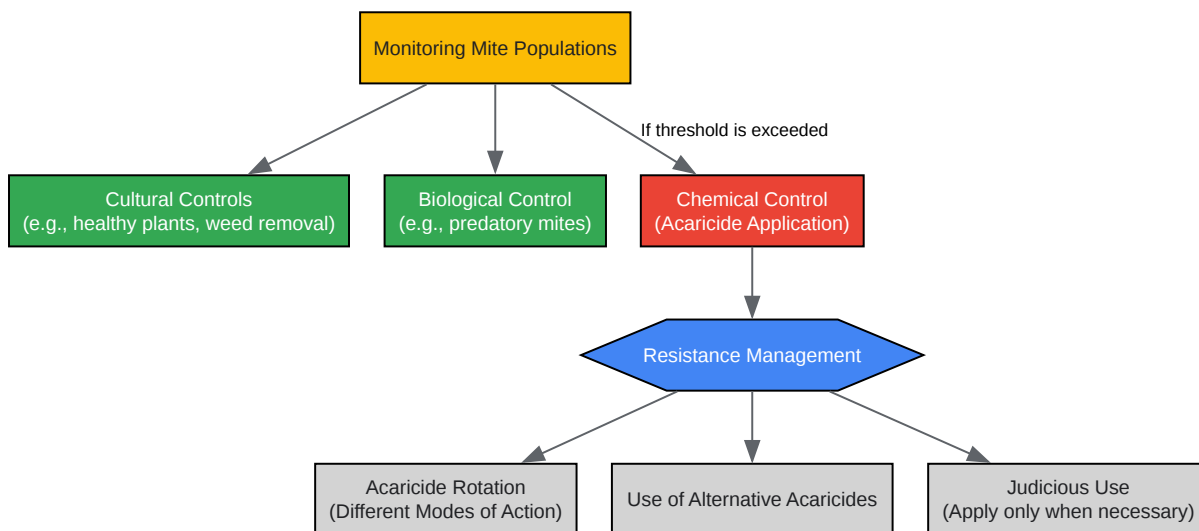 Monitoring Mite Populations
If threshold is exceeded
Cultural Controls
(e.g., healthy plants, weed removal)
Biological Control
(e.g., predatory mites)
Chemical Control
(Acaricide Application)
Resistance Management
Acaricide Rotation
(Different Modes of Action)
Use of Alternative Acaricides
Judicious Use
(Apply only when necessary)